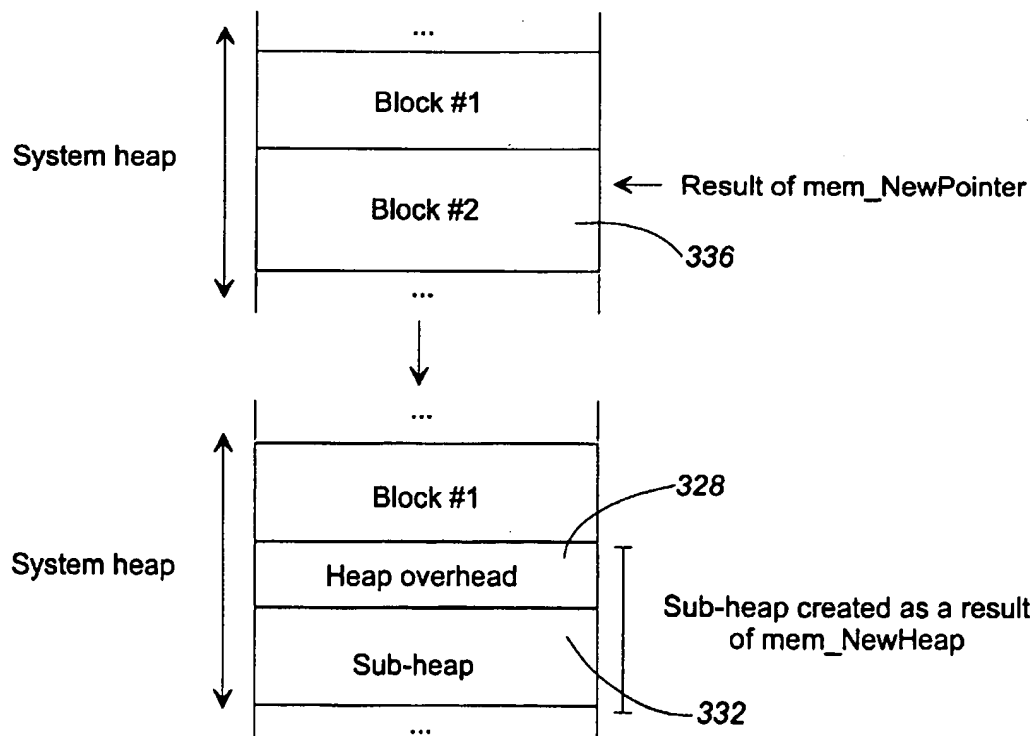 ...
Block #1
System heap
Result of mem_NewPointer
Block #2
336
...
...
Block #1
328
System heap
Heap overhead
Sub-heap created as a result
of mem_NewHeap
Sub-heap
332
...